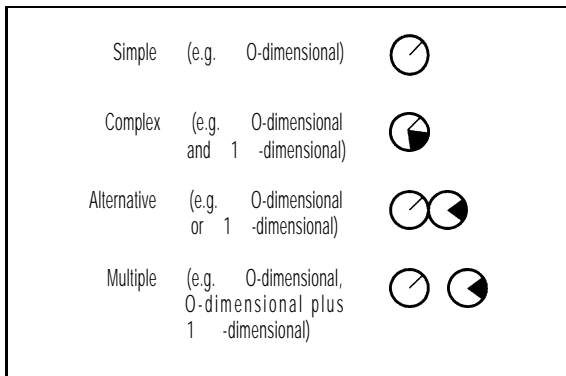 Simple (e.g. O-dimensional)
Complex (e.g. O-dimensional
and 1 -dimensional)
Alternative (e.g. O-dimensional
or 1 -dimensional)
Multiple (e.g. O-dimensional,
O-dimensional plus
1 -dimensional)